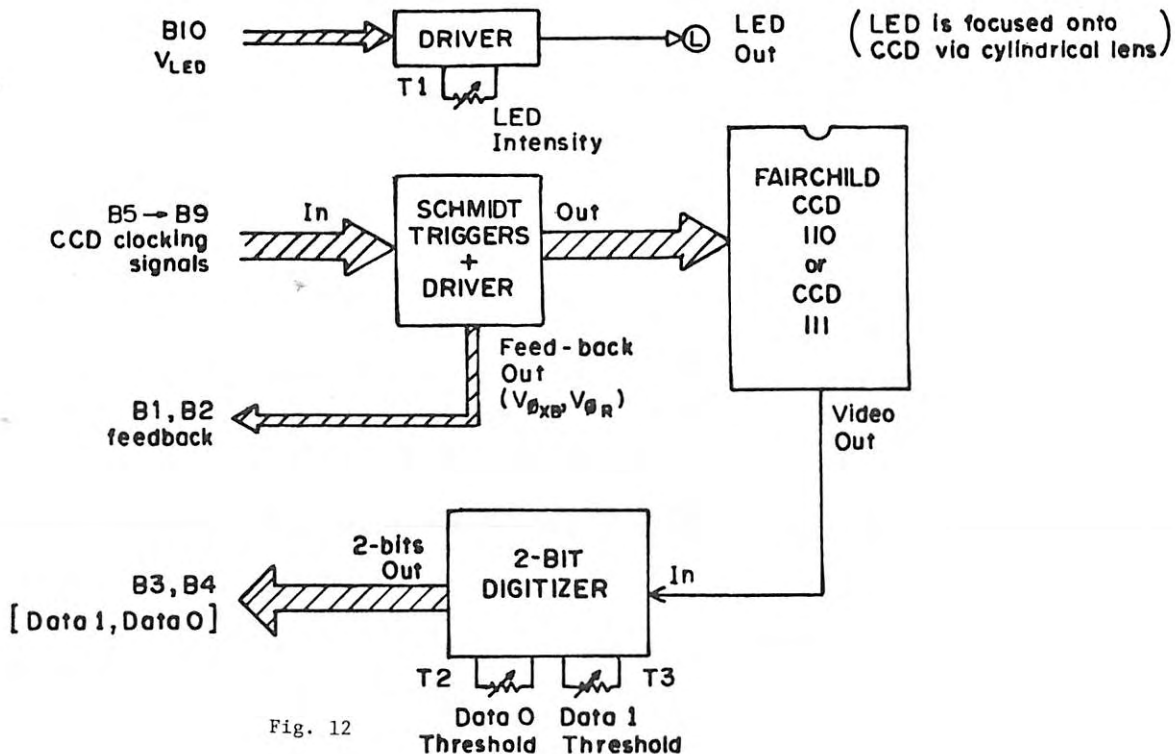 B10
V LED
DRIVER
T1
LED
Intensity
L
LED
Out
(LED is focused onto
CCD via cylindrical lens)
B5 → B9
CCD clocking
signals
In
SCHMIDT
TRIGGERS
+
DRIVER
Out
FAIRCHILD
CCD
110
or
CCD
111
Feed-back
Out
(VØXB, VØR)
B1, B2
feedback
Video
Out
B3, B4
[Data 1, Data 0]
2-bits
Out
2-BIT
DIGITIZER
In
T2
T3
Data 0
Threshold
Data 1
Threshold
Fig. 12